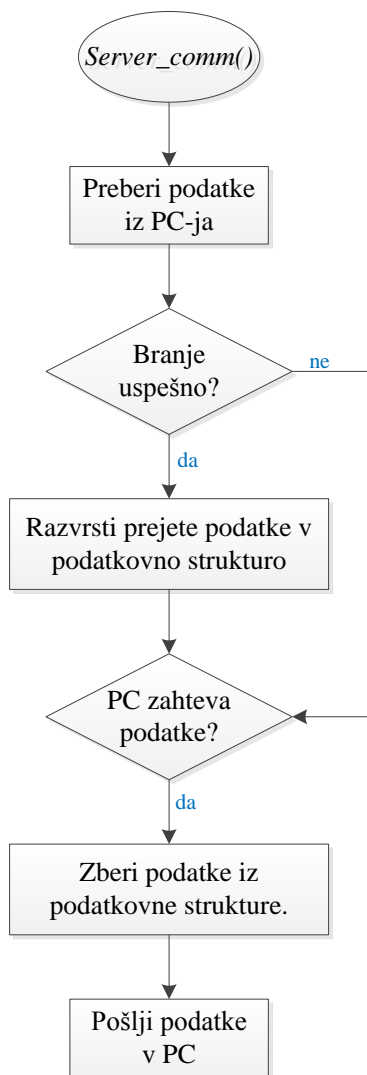 Server_comm()
Preberi podatke
iz PC-ja
Branje
uspešno?
ne
da
Razvrsti prejete podatke v
podatkovno strukturo
PC zahteva
podatke?
da
Zberi podatke iz
podatkovne strukture.
Pošlji podatke
v PC